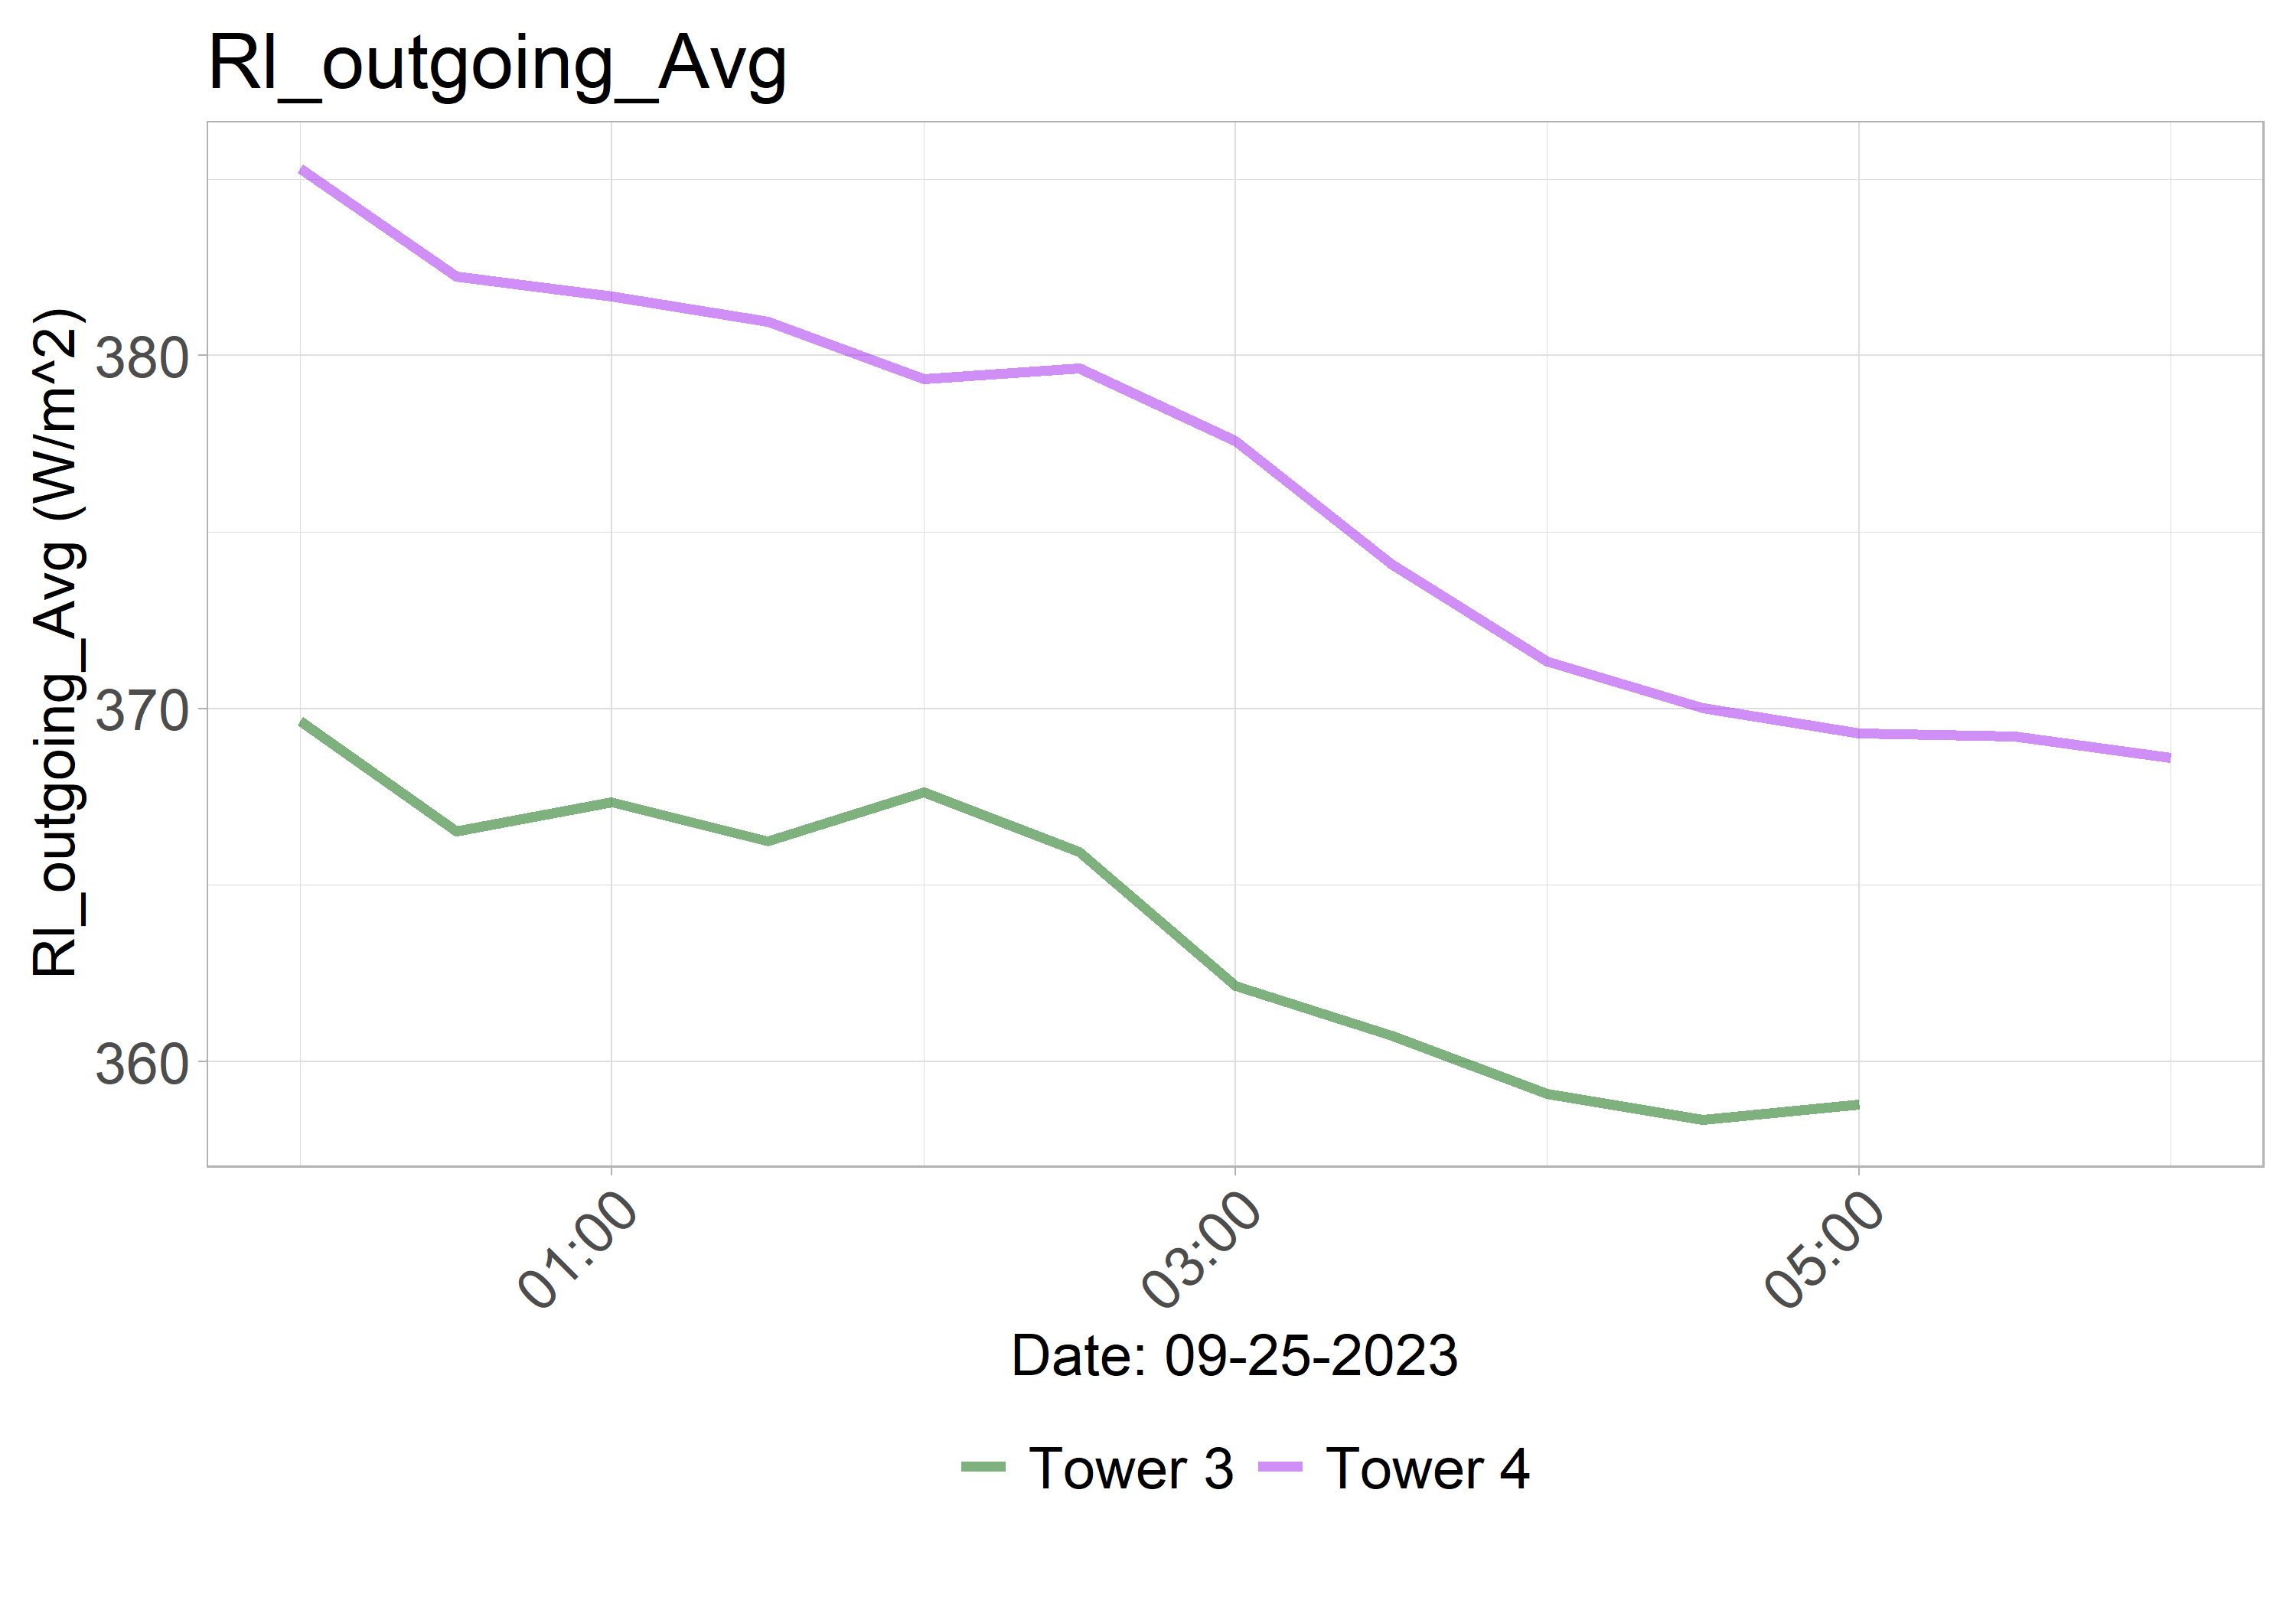 Rl_outgoing_Avg
Rl_outgoing_Avg (W/m^2)
380
370
360
01:00
03:00
05:00
Date: 09-25-2023
Tower 3
Tower 4